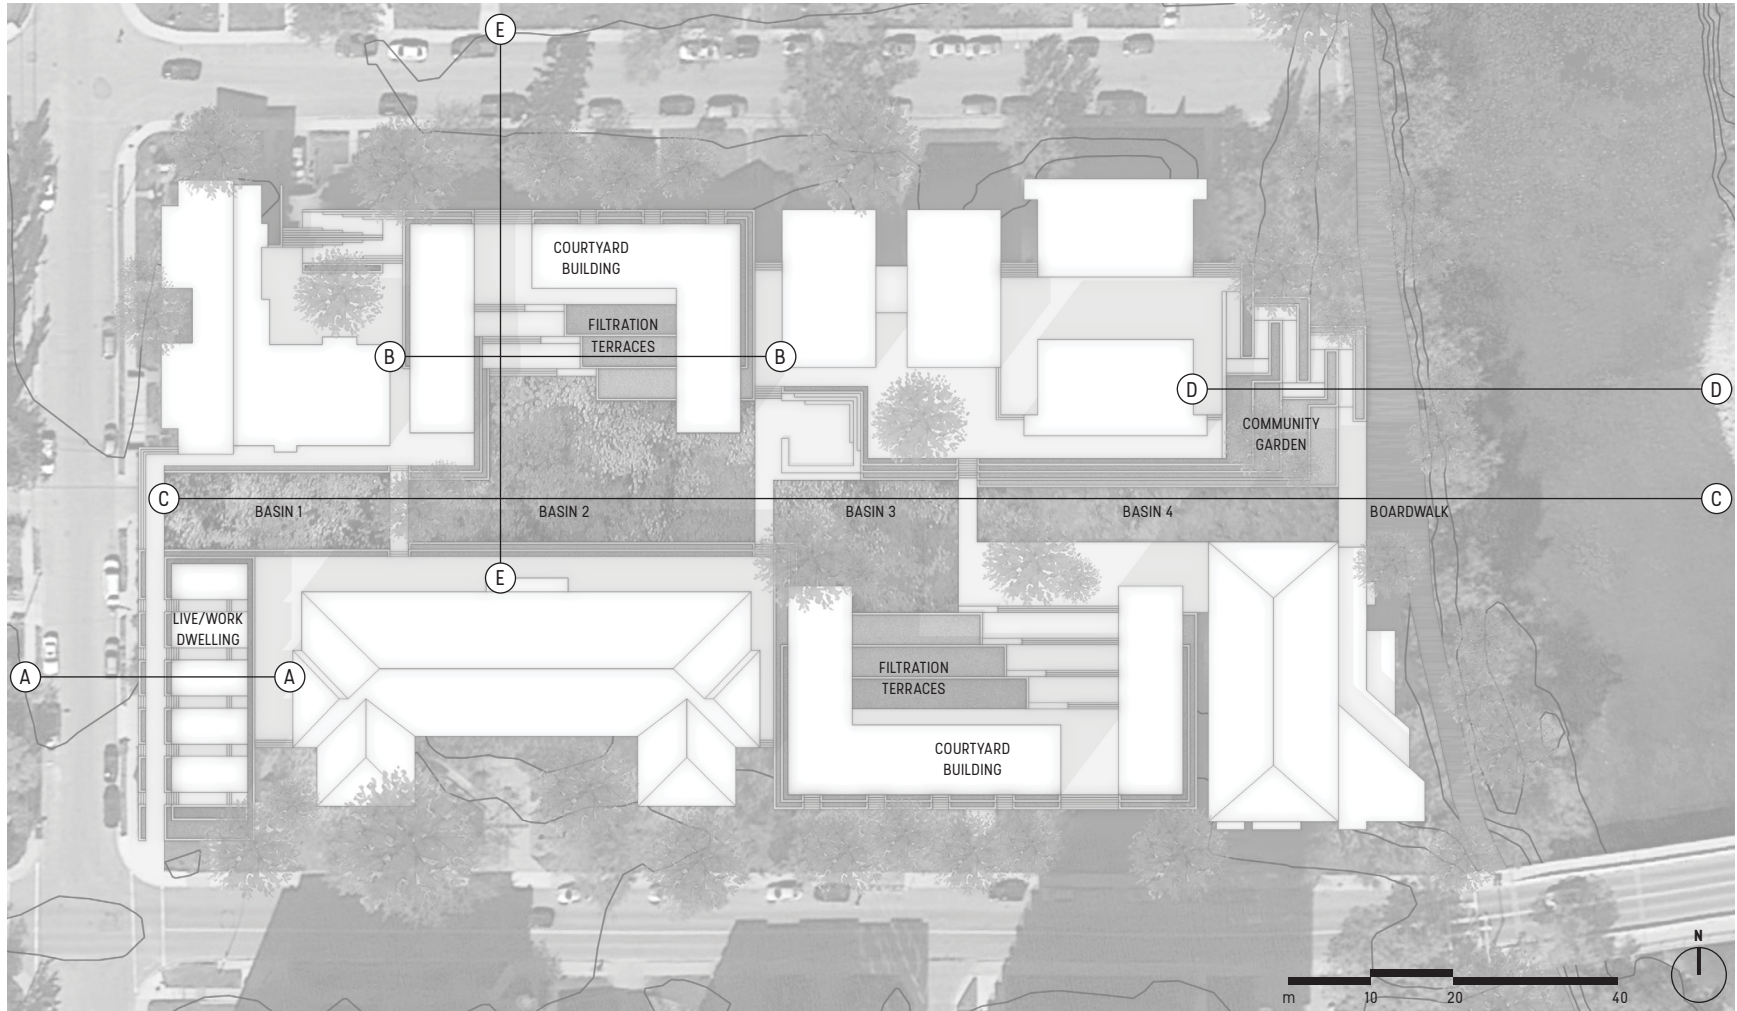 E
COURTYARD
BUILDING
FILTRATION
TERRACES
B
B
D
D
COMMUNITY
GARDEN
C
C
BASIN 1
BASIN 2
BASIN 3
BASIN 4
BOARDWALK
E
LIVE/WORK
DWELLING
A
A
FILTRATION
TERRACES
COURTYARD
BUILDING
N
m 10 20 40